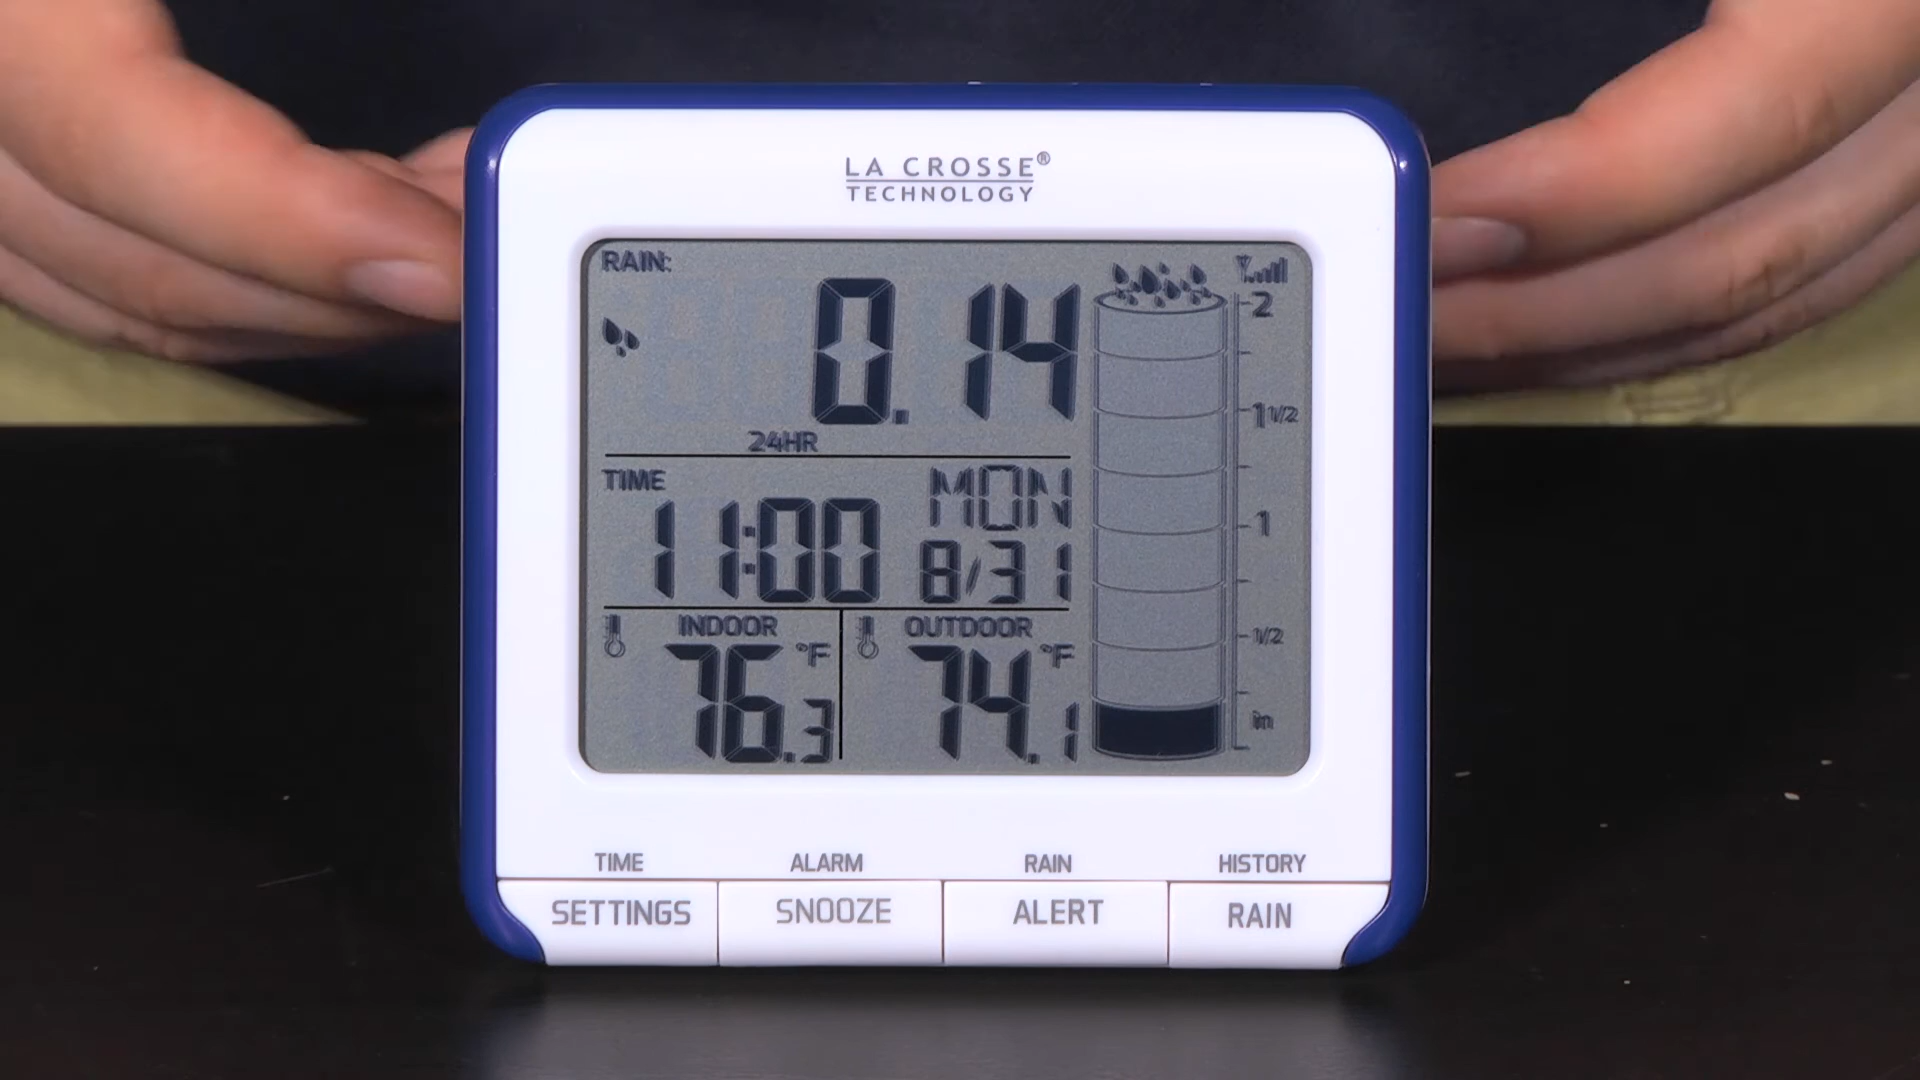 LA CROSSE®
TECHNOLOGY
RAIN:
0.14
24HR
2
1 1/2
1
1/2
in
TIME
11:00
MON
8/31
INDOOR
76.3 °F
OUTDOOR
74.1 °F
TIME
ALARM
RAIN
HISTORY
SETTINGS
SNOOZE
ALERT
RAIN